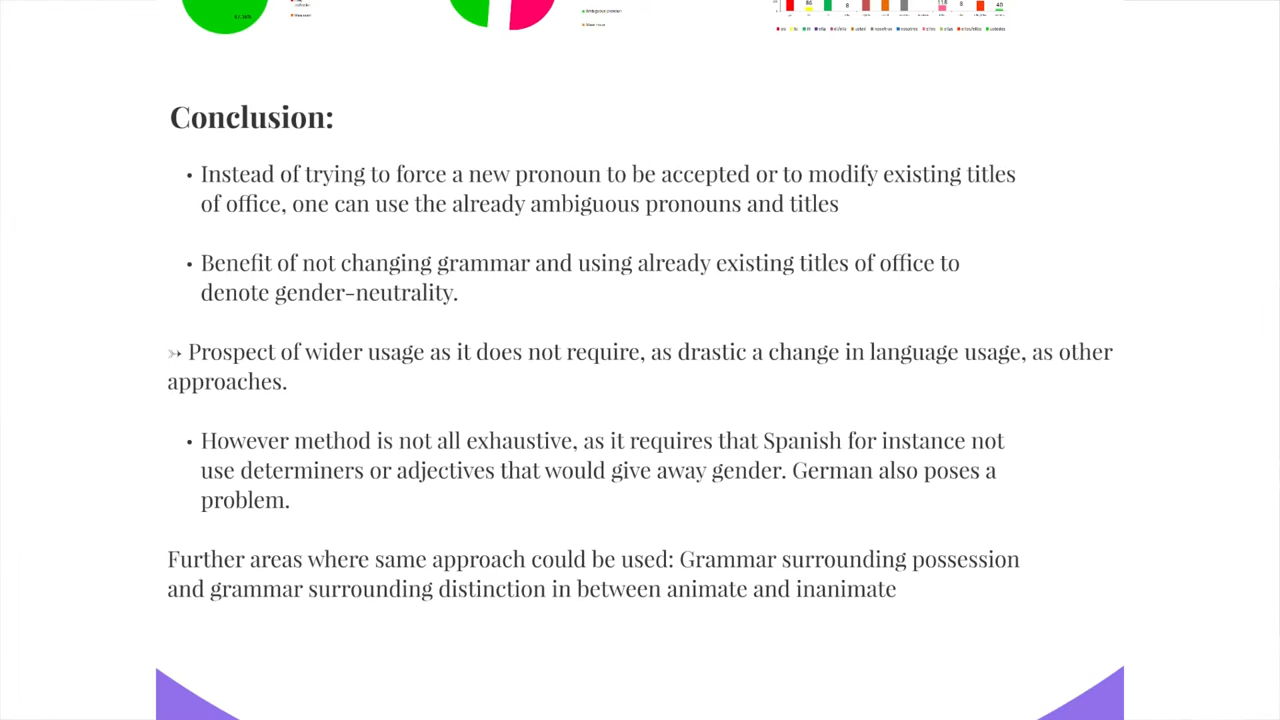 86
8
118
8
48
Conclusion:
• Instead of trying to force a new pronoun to be accepted or to modify existing titles
of office, one can use the already ambiguous pronouns and titles
• Benefit of not changing grammar and using already existing titles of office to
denote gender-neutrality.
➳ Prospect of wider usage as it does not require, as drastic a change in language usage, as other
approaches.
• However method is not all exhaustive, as it requires that Spanish for instance not
use determiners or adjectives that would give away gender. German also poses a
problem.
Further areas where same approach could be used: Grammar surrounding possession
and grammar surrounding distinction in between animate and inanimate